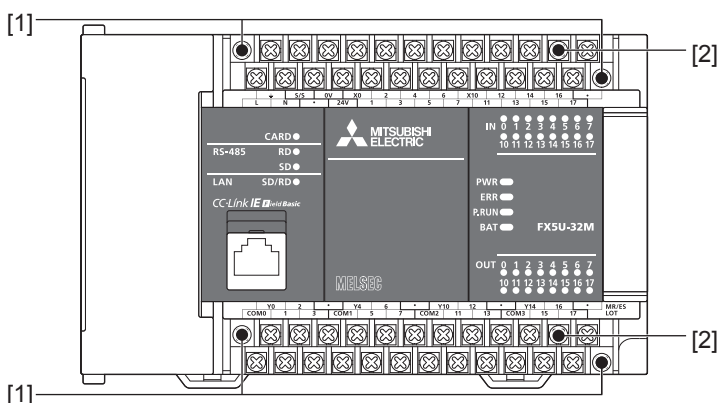 [1]
[2]
S/S 0V X0 2 4 6 X10 12 14 16 •
L ⏚ N • 24V 1 3 5 7 11 13 15 17
CARD
RS-485 RD
SD
LAN SD/RD
CC-Link IE Field Basic
MITSUBISHI
ELECTRIC
MELSEC
IN 0 1 2 3 4 5 6 7
10 11 12 13 14 15 16 17
PWR
ERR
P.RUN
BAT FX5U-32M
OUT 0 1 2 3 4 5 6 7
10 11 12 13 14 15 16 17
Y0 2 • Y4 6 • Y10 12 • Y14 16 • MR/ES
COM0 1 3 COM1 5 7 COM2 11 13 COM3 15 17 LOT
[2]
[1]